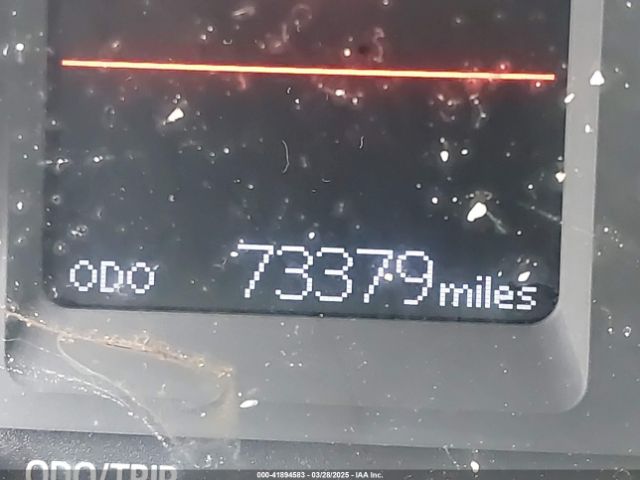 ODO 73379 miles
ODO/TRIP
000-41894583 - 03/28/2025 - IAA Inc.